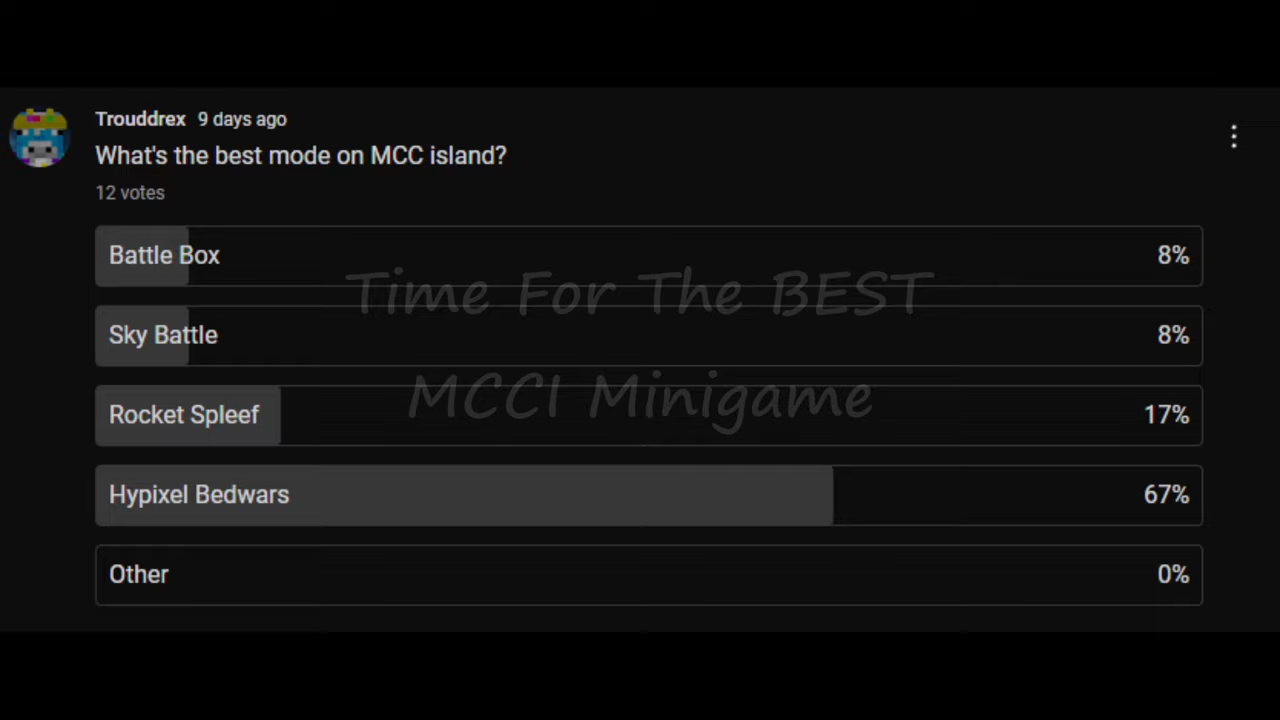 Trouddrex 9 days ago
What's the best mode on MCC island?
12 votes
Battle Box 8%
Time For The BEST
Sky Battle 8%
MCCI Minigame
Rocket Spleef 17%
Hypixel Bedwars 67%
Other 0%